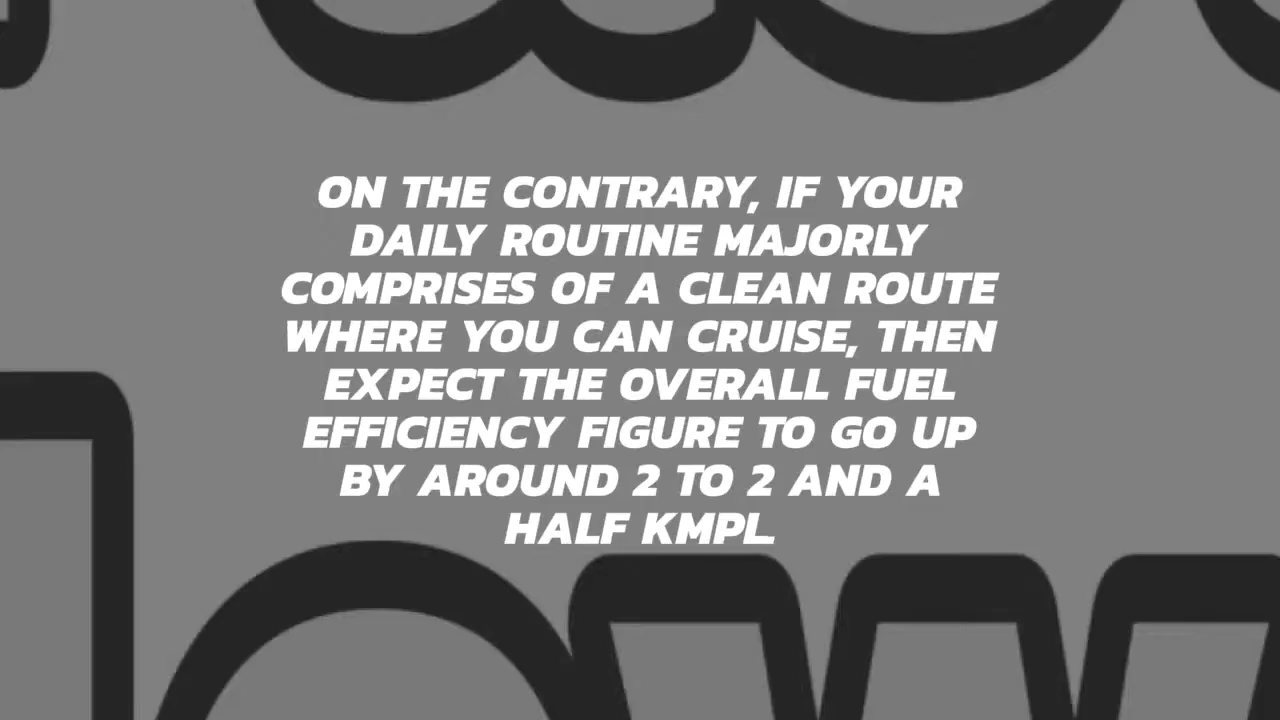 ON THE CONTRARY, IF YOUR
DAILY ROUTINE MAJORLY
COMPRISES OF A CLEAN ROUTE
WHERE YOU CAN CRUISE, THEN
EXPECT THE OVERALL FUEL
EFFICIENCY FIGURE TO GO UP
BY AROUND 2 TO 2 AND A
HALF KMPL